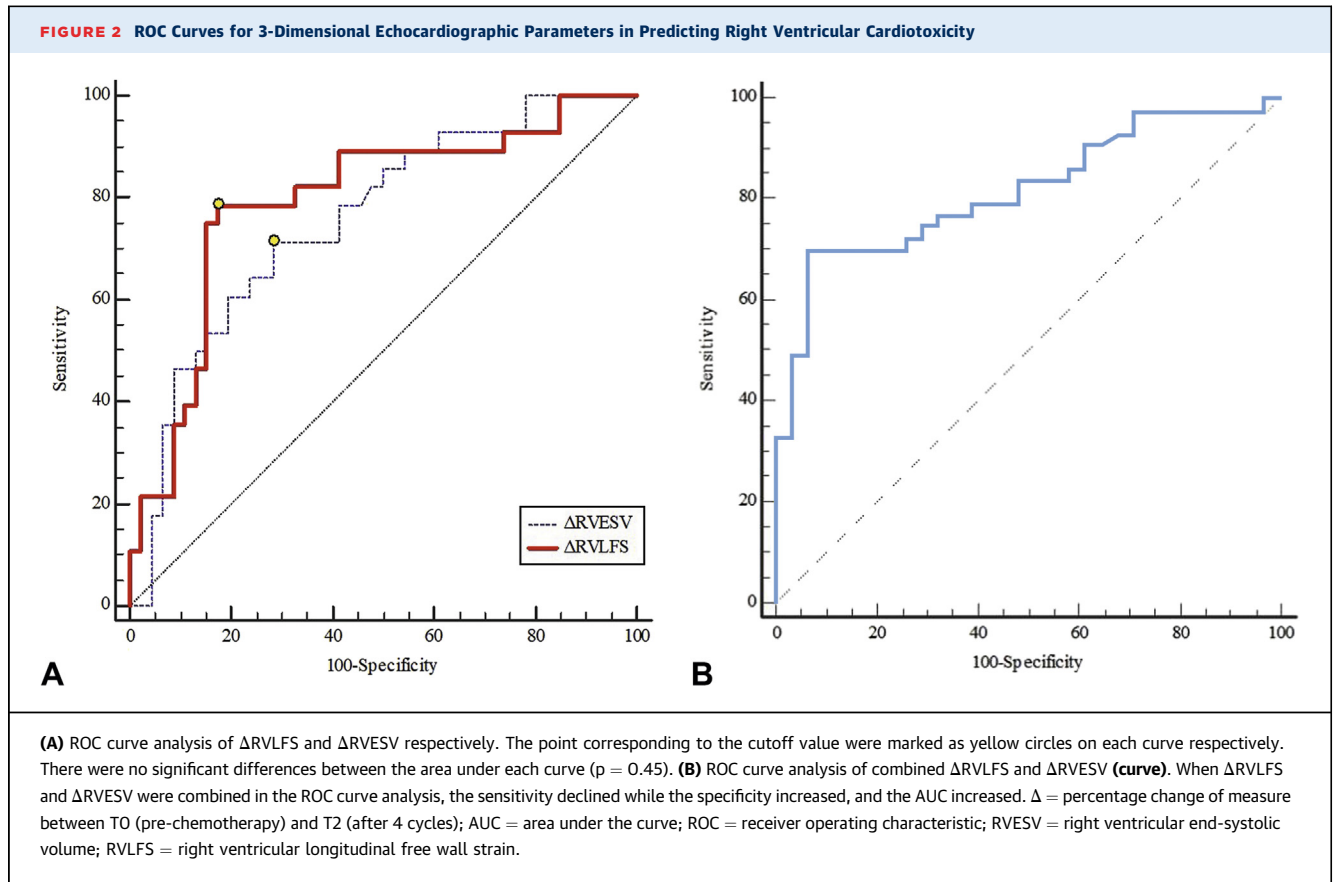 FIGURE 2 ROC Curves for 3-Dimensional Echocardiographic Parameters in Predicting Right Ventricular Cardiotoxicity
100
80
60
40
20
0
Sensitivity
0 20 40 60 80 100
100-Specificity
ΔRVESV
ΔRVLFS
A
100
80
60
40
20
0
Sensitivity
0 20 40 60 80 100
100-Specificity
B
(A) ROC curve analysis of ΔRVLFS and ΔRVESV respectively. The point corresponding to the cutoff value were marked as yellow circles on each curve respectively.
There were no significant differences between the area under each curve (p = 0.45). (B) ROC curve analysis of combined ΔRVLFS and ΔRVESV (curve). When ΔRVLFS
and ΔRVESV were combined in the ROC curve analysis, the sensitivity declined while the specificity increased, and the AUC increased. Δ = percentage change of measure
between T0 (pre-chemotherapy) and T2 (after 4 cycles); AUC = area under the curve; ROC = receiver operating characteristic; RVESV = right ventricular end-systolic
volume; RVLFS = right ventricular longitudinal free wall strain.